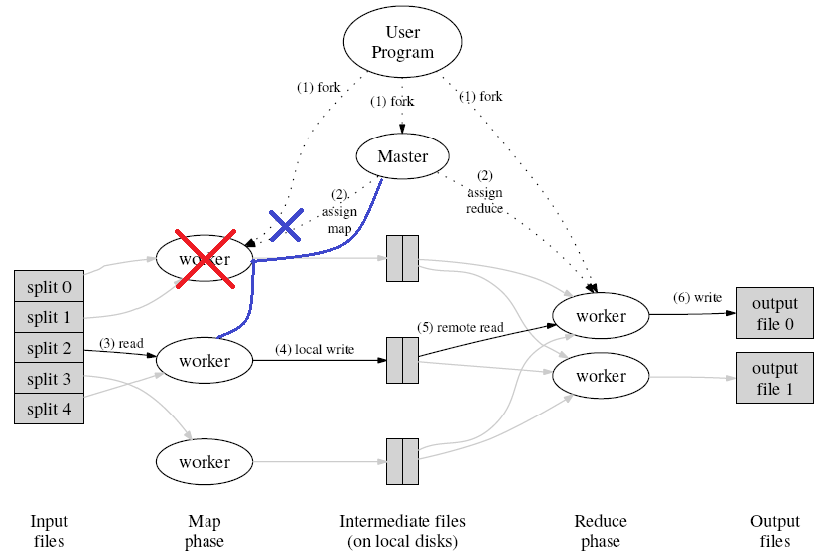 User
Program
(1) fork
(1) fork
(1) fork
Master
(2)
assign
map
(2)
assign
reduce
worker
split 0
split 1
split 2
split 3
split 4
(3) read
worker
(4) local write
(5) remote read
worker
worker
worker
(6) write
output
file 0
output
file 1
Input
files
Map
phase
Intermediate files
(on local disks)
Reduce
phase
Output
files